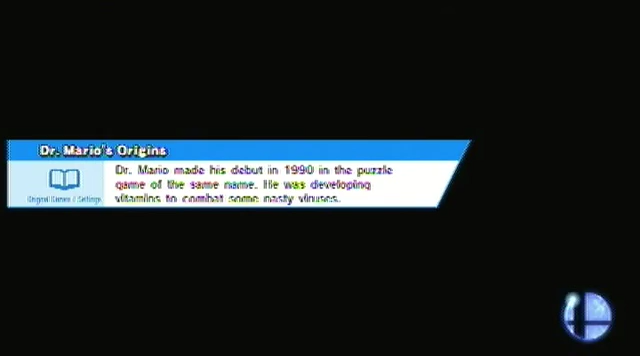 Dr. Mario's Origins
Dr. Mario made his debut in 1990 in the puzzle
game of the same name. He was developing
Original Games / Settings
vitamins to combat some nasty viruses.